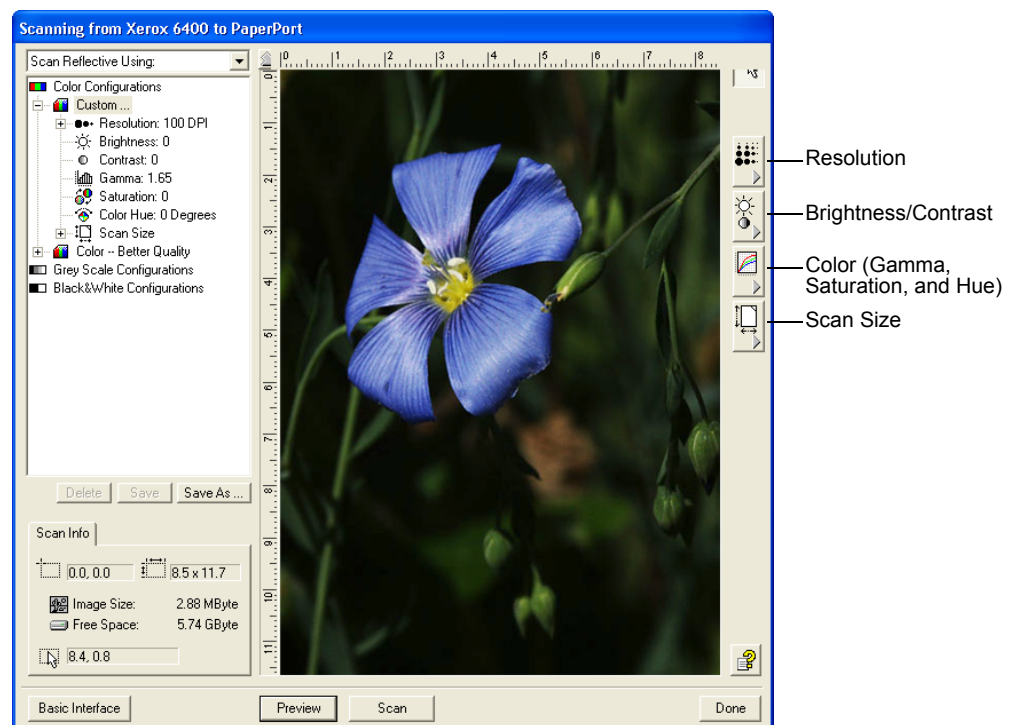 Scanning from Xerox 6400 to PaperPort
Scan Reflective Using:
Color Configurations
Custom ...
Resolution: 100 DPI
Brightness: 0
Contrast: 0
Gamma: 1.65
Saturation: 0
Color Hue: 0 Degrees
Scan Size
Color -- Better Quality
Grey Scale Configurations
Black&White Configurations
Delete
Save
Save As ...
Scan Info
0.0, 0.0
8.5 x 11.7
Image Size: 2.88 MByte
Free Space: 5.74 GByte
8.4, 0.8
0 1 2 3 4 5 6 7 8
0
1
2
3
4
5
6
7
8
9
10
11
Resolution
Brightness/Contrast
Color (Gamma,
Saturation, and Hue)
Scan Size
Basic Interface
Preview
Scan
Done